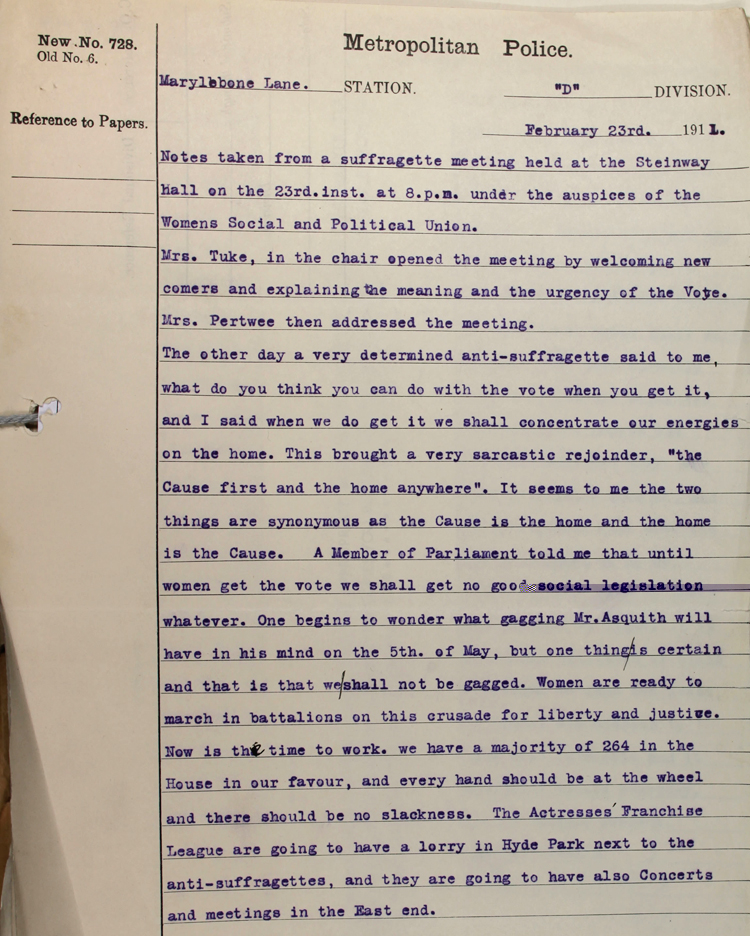 New.No. 728.
Old No. 6.
Metropolitan Police.
Marylebone Lane. STATION. "D" DIVISION.
Reference to Papers.
February 23rd. 1911.
Notes taken from a suffragette meeting held at the Steinway
Hall on the 23rd.inst. at 8.p.m. under the auspices of the
Womens Social and Political Union.
Mrs. Tuke, in the chair opened the meeting by welcoming new
comers and explaining the meaning and the urgency of the Vote.
Mrs. Pertwee then addressed the meeting.
The other day a very determined anti-suffragette said to me,
what do you think you can do with the vote when you get it,
and I said when we do get it we shall concentrate our energies
on the home. This brought a very sarcastic rejoinder, "the
Cause first and the home anywhere". It seems to me the two
things are synonymous as the Cause is the home and the home
is the Cause. A Member of Parliament told me that until
women get the vote we shall get no good social legislation
whatever. One begins to wonder what gagging Mr.Asquith will
have in his mind on the 5th. of May, but one thing/is certain
and that is that we/shall not be gagged. Women are ready to
march in battalions on this crusade for liberty and justice.
Now is the time to work. we have a majority of 264 in the
House in our favour, and every hand should be at the wheel
and there should be no slackness. The Actresses' Franchise
League are going to have a lorry in Hyde Park next to the
anti-suffragettes, and they are going to have also Concerts
and meetings in the East end.